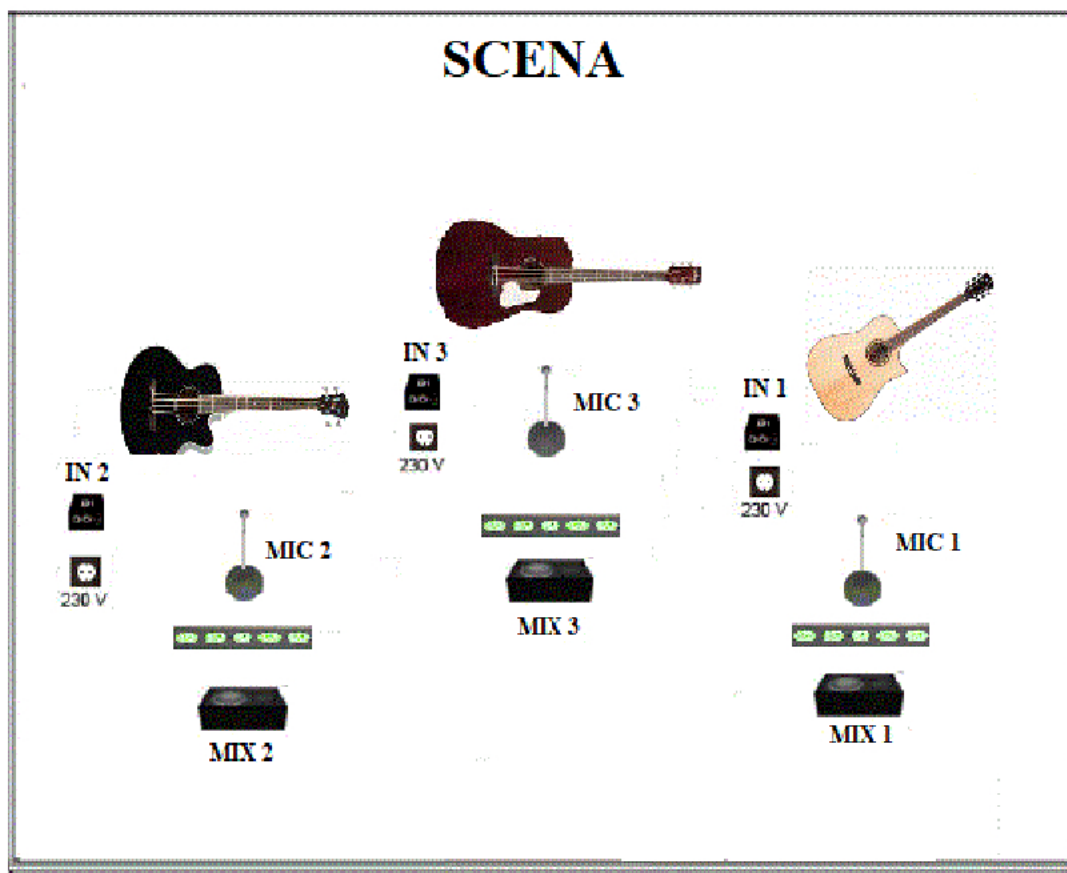 SCENA
IN 3
MIC 3
230 V
IN 1
230 V
IN 2
MIC 2
230 V
MIC 1
MIX 3
MIX 2
MIX 1